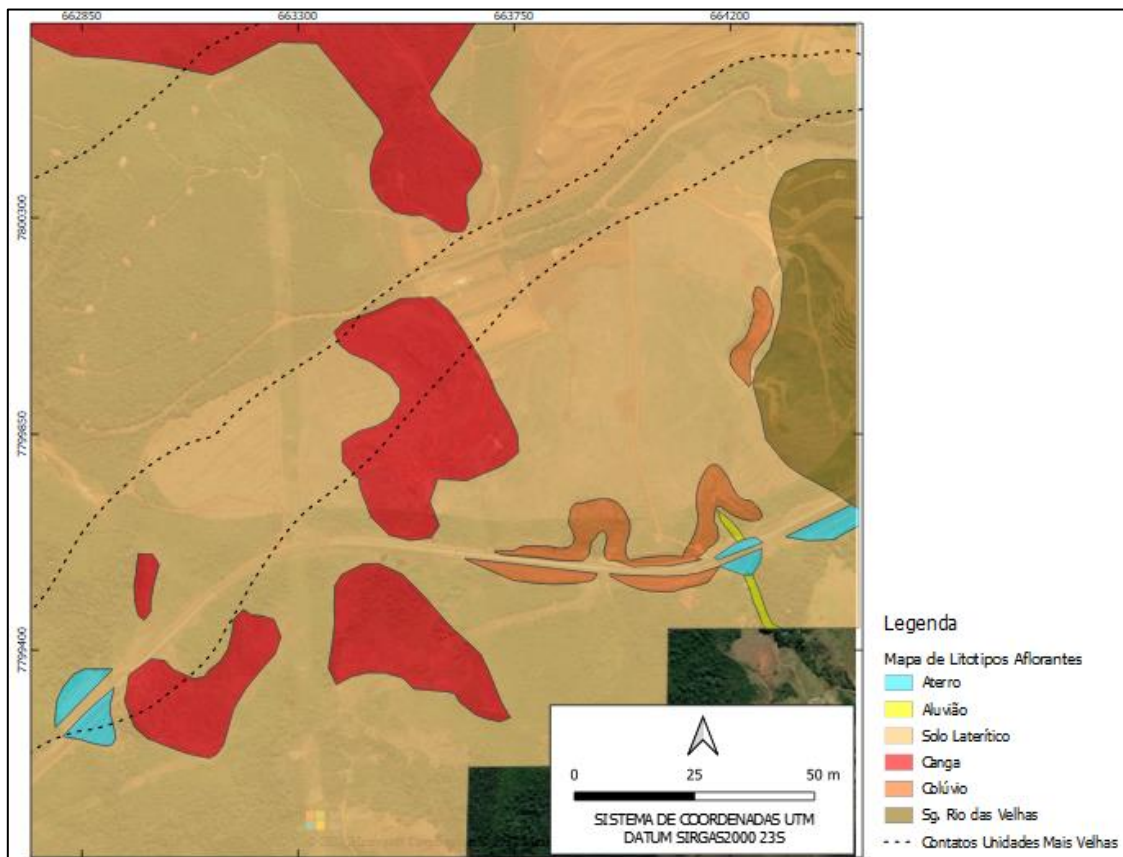 662850 663300 663750 664200
7800300
7799850
7799400
Legenda
Mapa de Litotipos Aflorantes
Aterro
Aluvião
Solo Laterítico
Canga
Colúvio
Sg. Rio das Velhas
Contatos Unidades Mais Velhas
0 25 50 m
SISTEMA DE COORDENADAS UTM
DATUM SIRGAS2000 23S